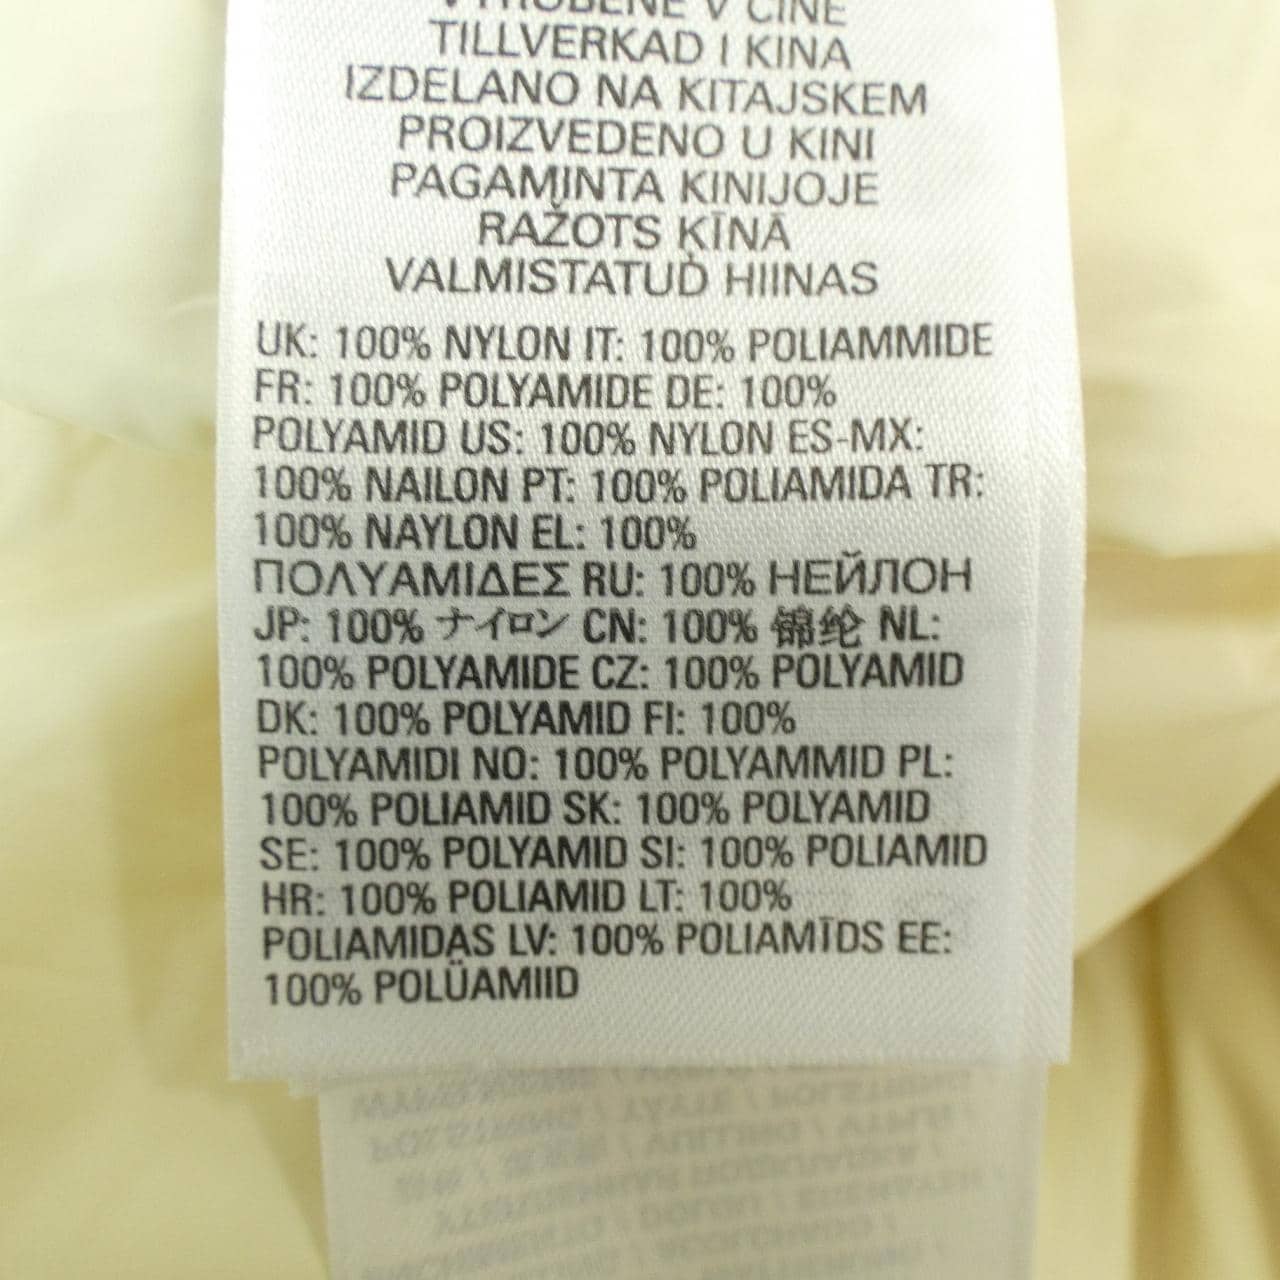 VYROBENE V ČÍNE
TILLVERKAD I KINA
IZDELANO NA KITAJSKEM
PROIZVEDENO U KINI
PAGAMINTA KINIJOJE
RAŽOTS ĶĪNĀ
VALMISTATUD HIINAS
UK: 100% NYLON IT: 100% POLIAMMIDE
FR: 100% POLYAMIDE DE: 100%
POLYAMID US: 100% NYLON ES-MX:
100% NAILON PT: 100% POLIAMIDA TR:
100% NAYLON EL: 100%
ΠΟΛΥΑΜΙΔΕΣ RU: 100% НЕЙЛОН
JP: 100% ナイロン CN: 100% 锦纶 NL:
100% POLYAMIDE CZ: 100% POLYAMID
DK: 100% POLYAMID FI: 100%
POLYAMIDI NO: 100% POLYAMMID PL:
100% POLIAMID SK: 100% POLYAMID
SE: 100% POLYAMID SI: 100% POLIAMID
HR: 100% POLIAMID LT: 100%
POLIAMIDAS LV: 100% POLIAMĪDS EE:
100% POLÜAMIID